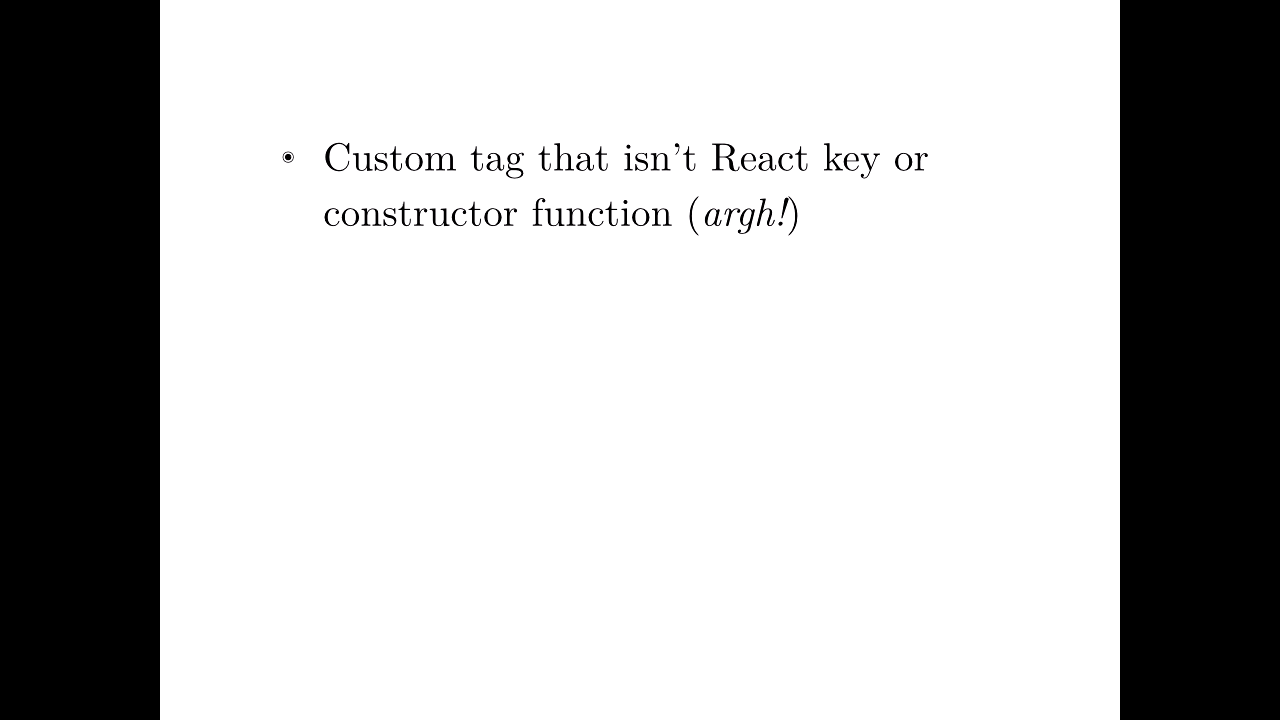 Custom tag that isn't React key or
constructor function (argh!)